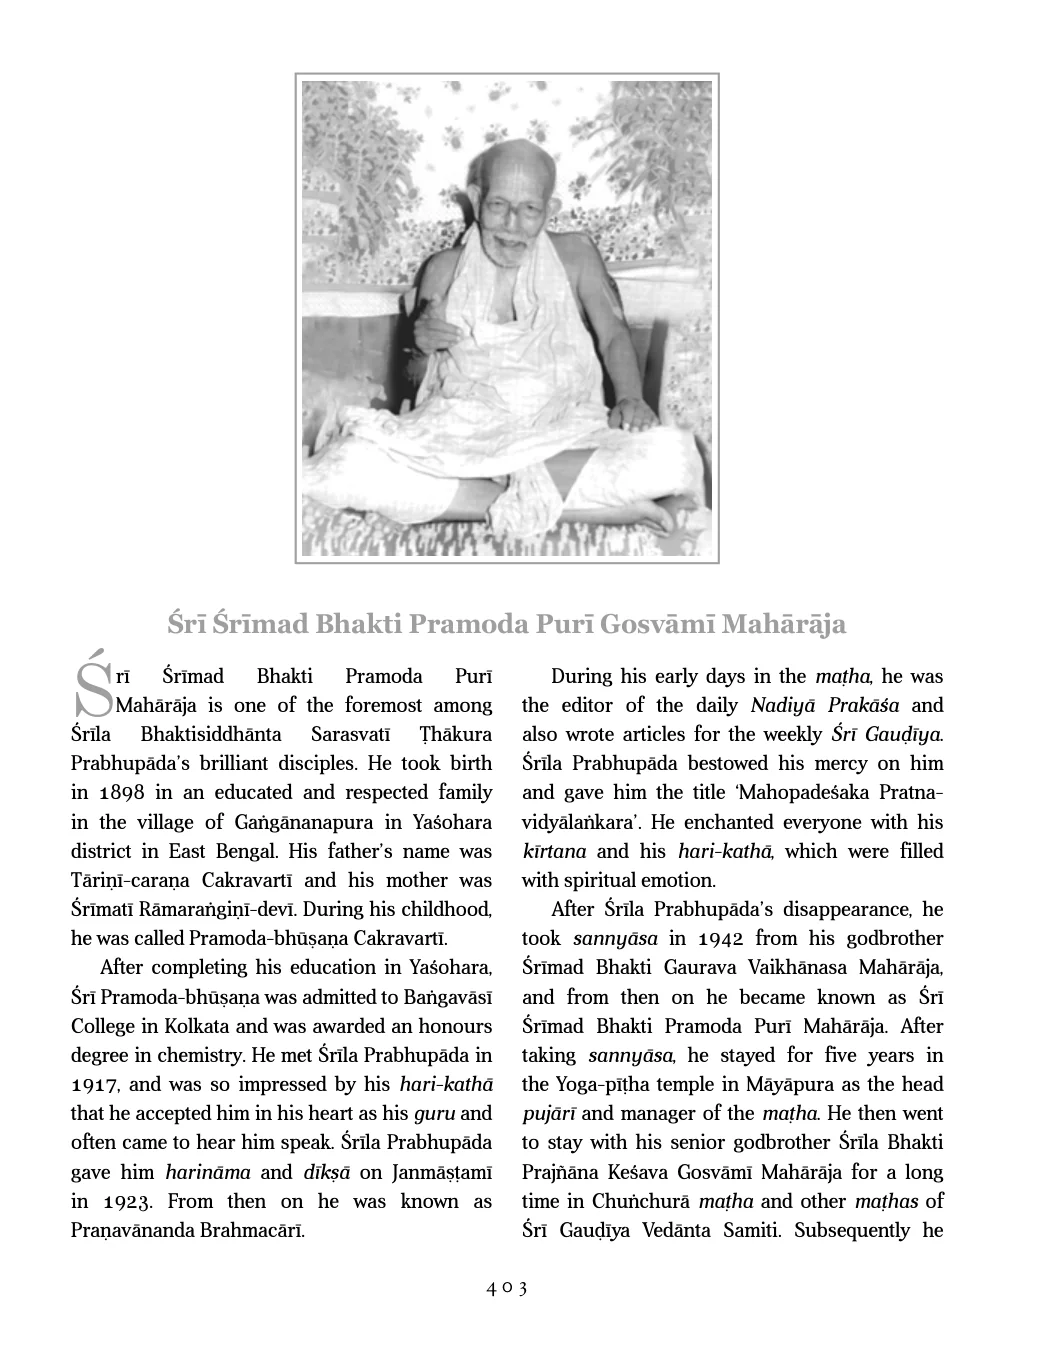 Śrī Śrīmad Bhakti Pramoda Purī Gosvāmī Mahārāja
Śrī Śrīmad Bhakti Pramoda Purī
Mahārāja is one of the foremost among
Śrīla Bhaktisiddhānta Sarasvatī Ṭhākura
Prabhupāda’s brilliant disciples. He took birth
in 1898 in an educated and respected family
in the village of Gaṅgānanapura in Yaśohara
district in East Bengal. His father’s name was
Tāriṇī-caraṇa Cakravartī and his mother was
Śrīmatī Rāmaraṅgiṇī-devī. During his childhood,
he was called Pramoda-bhūṣaṇa Cakravartī.
After completing his education in Yaśohara,
Śrī Pramoda-bhūṣaṇa was admitted to Baṅgavāsī
College in Kolkata and was awarded an honours
degree in chemistry. He met Śrīla Prabhupāda in
1917, and was so impressed by his hari-kathā
that he accepted him in his heart as his guru and
often came to hear him speak. Śrīla Prabhupāda
gave him harināma and dīkṣā on Janmāṣṭamī
in 1923. From then on he was known as
Praṇavānanda Brahmacārī.
During his early days in the maṭha, he was
the editor of the daily Nadiyā Prakāśa and
also wrote articles for the weekly Śrī Gauḍīya.
Śrīla Prabhupāda bestowed his mercy on him
and gave him the title ‘Mahopadeśaka Pratna-
vidyālaṅkara’. He enchanted everyone with his
kīrtana and his hari-kathā, which were filled
with spiritual emotion.
After Śrīla Prabhupāda’s disappearance, he
took sannyāsa in 1942 from his godbrother
Śrīmad Bhakti Gaurava Vaikhānasa Mahārāja,
and from then on he became known as Śrī
Śrīmad Bhakti Pramoda Purī Mahārāja. After
taking sannyāsa, he stayed for five years in
the Yoga-pīṭha temple in Māyāpura as the head
pujārī and manager of the maṭha. He then went
to stay with his senior godbrother Śrīla Bhakti
Prajñāna Keśava Gosvāmī Mahārāja for a long
time in Chuṅchurā maṭha and other maṭhas of
Śrī Gauḍīya Vedānta Samiti. Subsequently he
403